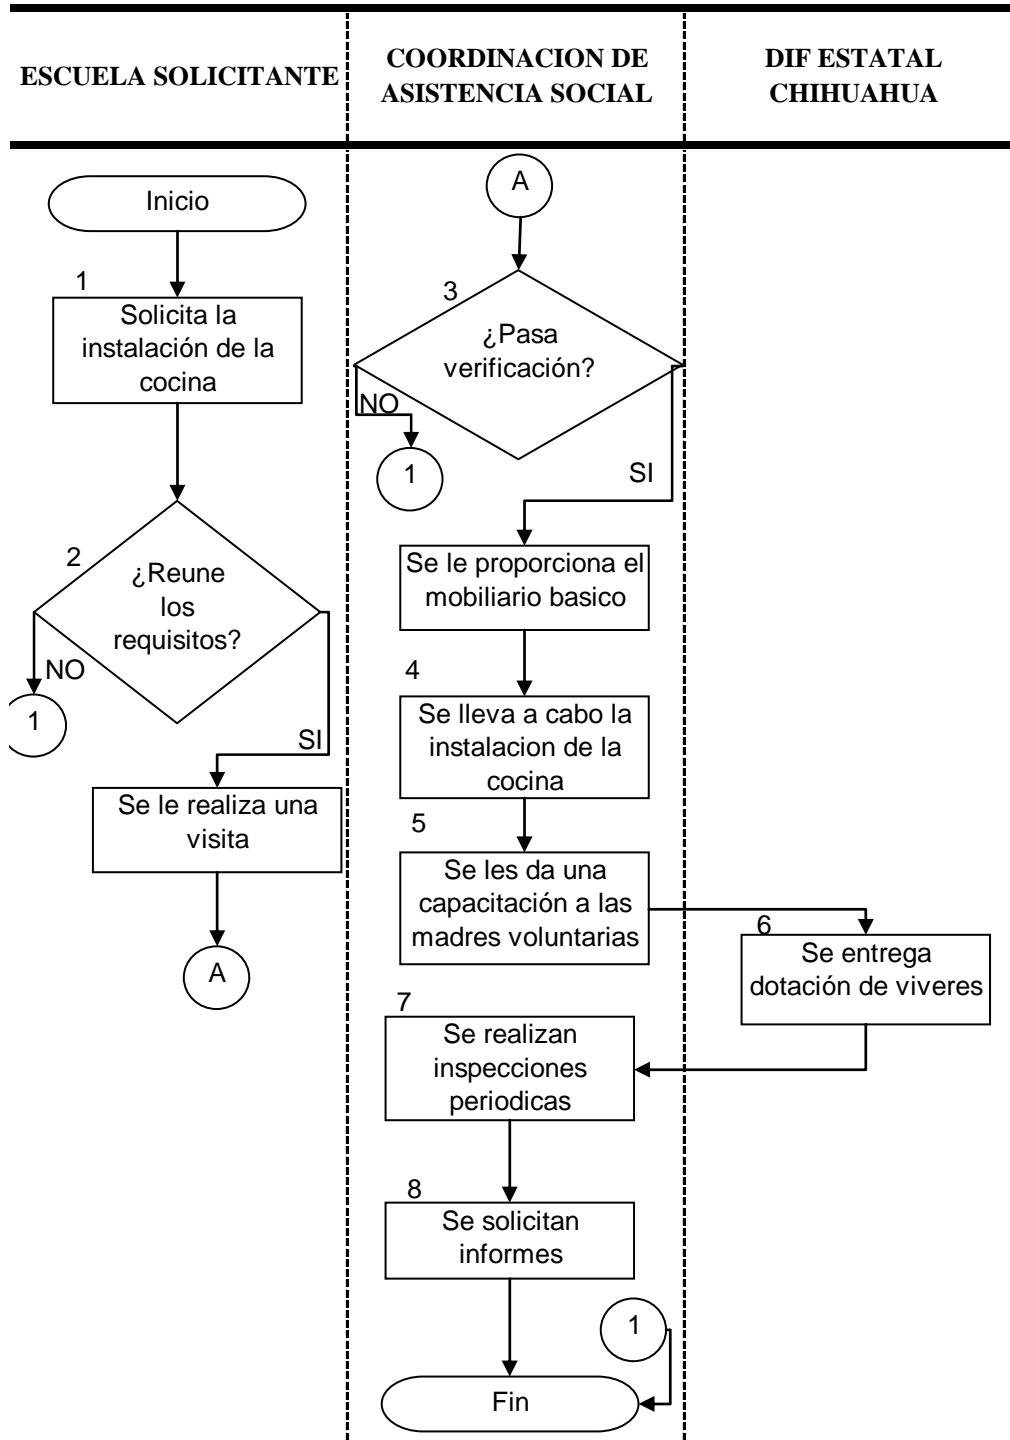 ESCUELA SOLICITANTE
COORDINACION DE
ASISTENCIA SOCIAL
DIF ESTATAL
CHIHUAHUA
Inicio
1
Solicita la
instalación de la
cocina
2
¿Reune
los
requisitos?
NO
1
SI
Se le realiza una
visita
A
A
3
¿Pasa
verificación?
NO
1
SI
Se le proporciona el
mobiliario basico
4
Se lleva a cabo la
instalacion de la
cocina
5
Se les da una
capacitación a las
madres voluntarias
6
Se entrega
dotación de viveres
7
Se realizan
inspecciones
periodicas
8
Se solicitan
informes
1
Fin